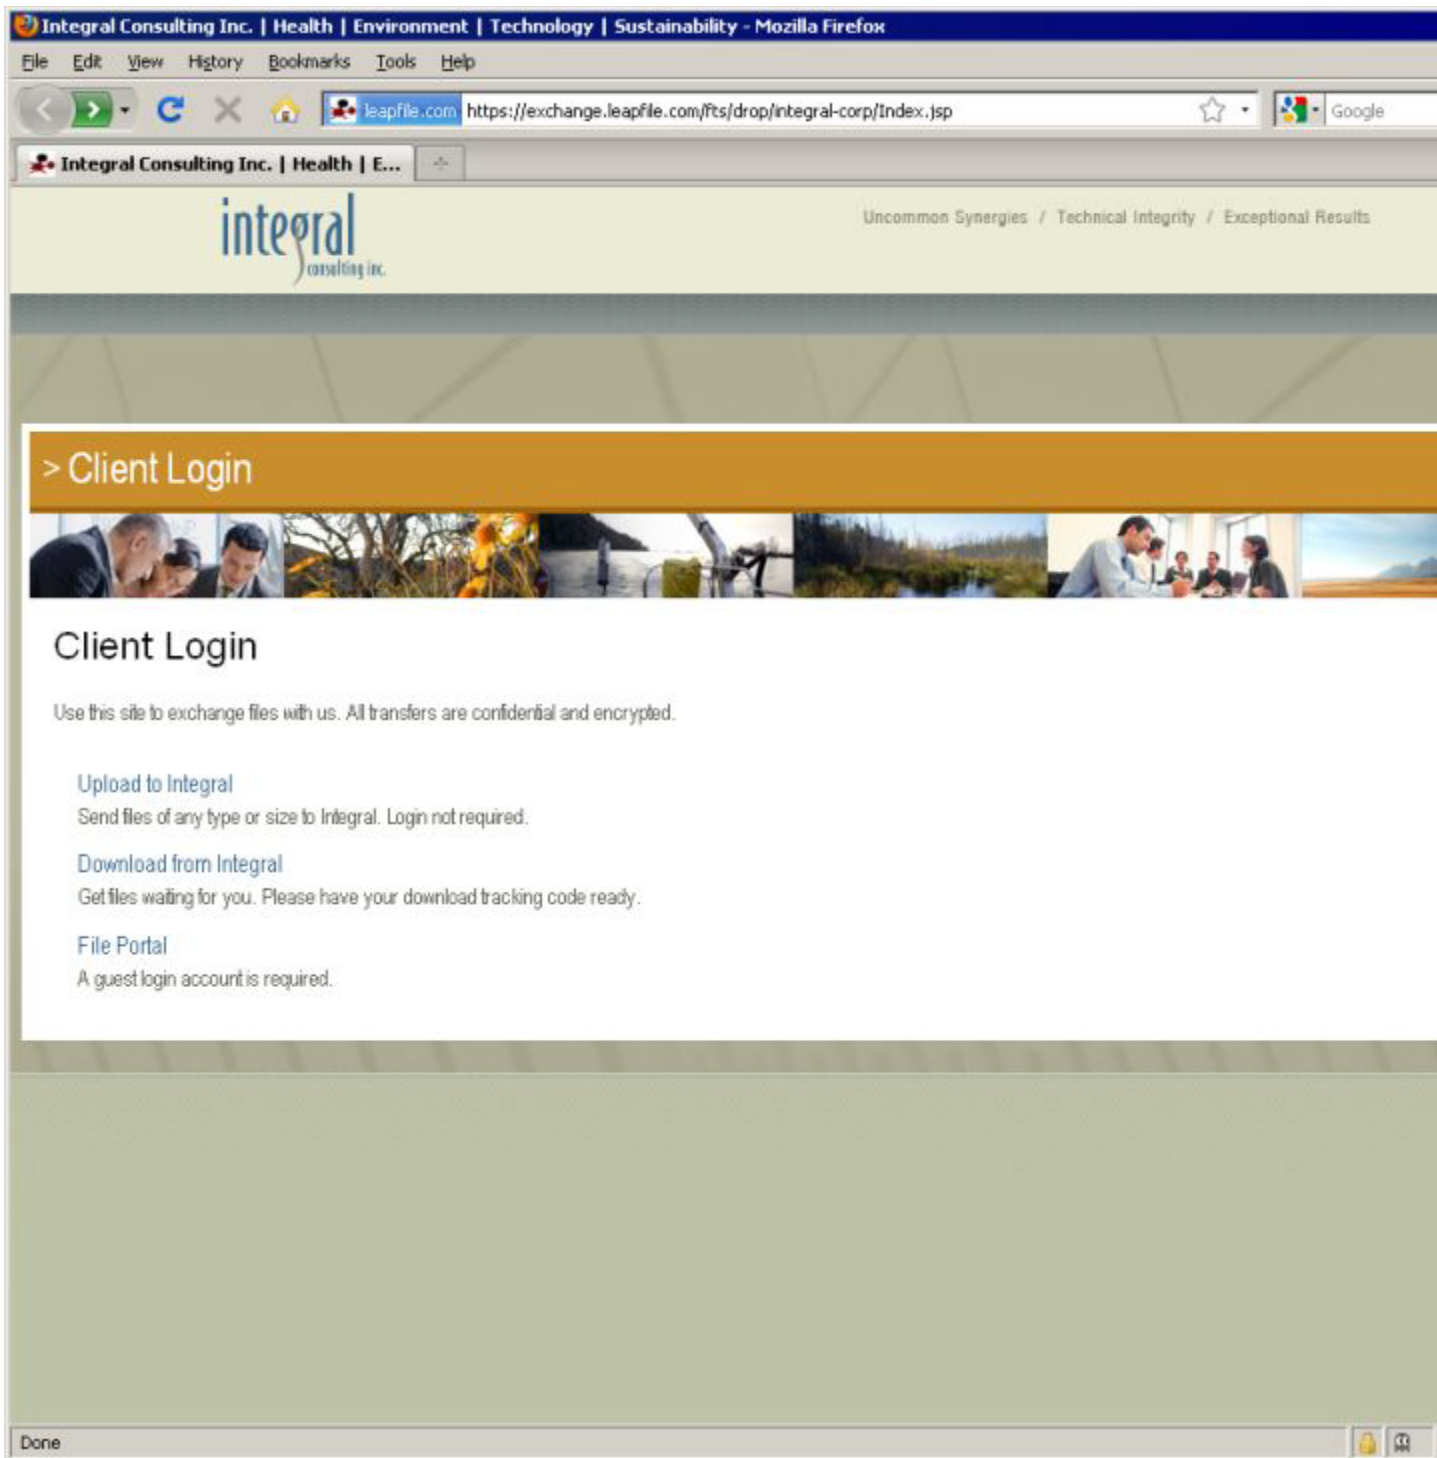 Integral Consulting Inc. | Health | Environment | Technology | Sustainability - Mozilla Firefox
File Edit View History Bookmarks Tools Help
leapfile.com https://exchange.leapfile.com/fts/drop/integral-corp/Index.jsp Google
Integral Consulting Inc. | Health | E...
integral
consulting inc.
Uncommon Synergies / Technical Integrity / Exceptional Results
> Client Login
Client Login
Use this site to exchange files with us. All transfers are confidential and encrypted.
Upload to Integral
Send files of any type or size to Integral. Login not required.
Download from Integral
Get files waiting for you. Please have your download tracking code ready.
File Portal
A guest login account is required.
Done